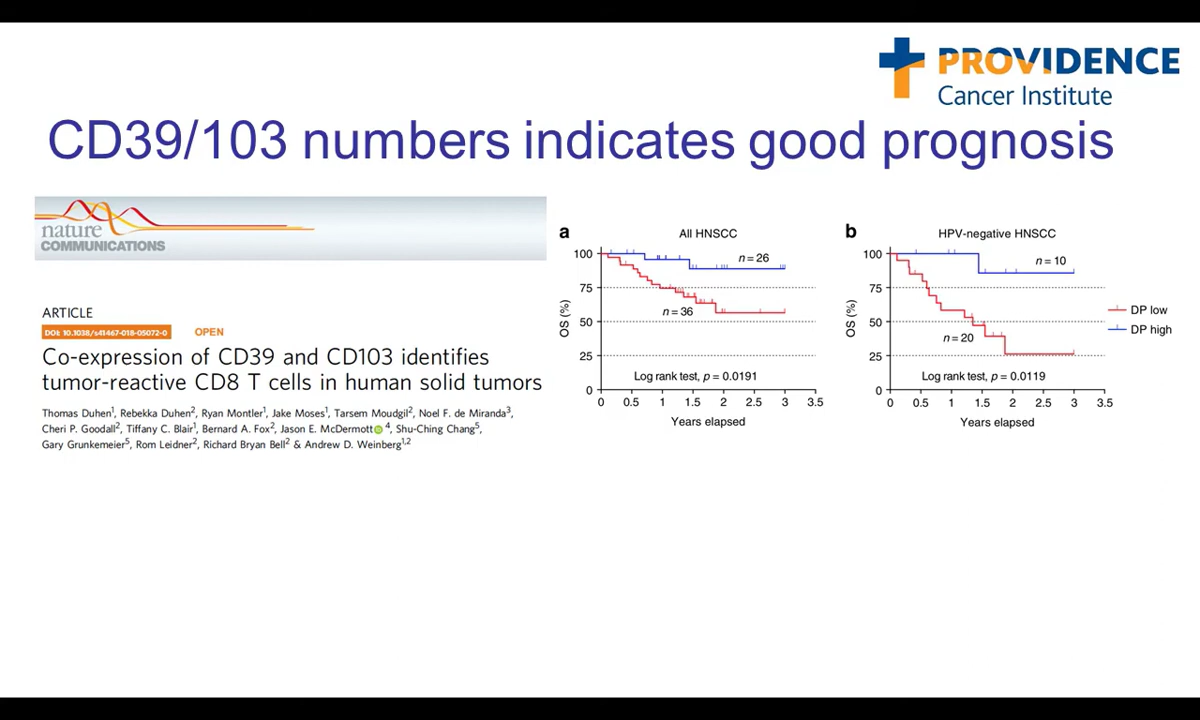 PROVIDENCE
Cancer Institute
CD39/103 numbers indicates good prognosis
nature
COMMUNICATIONS
ARTICLE
DOI: 10.1038/s41467-018-05072-0 OPEN
Co-expression of CD39 and CD103 identifies
tumor-reactive CD8 T cells in human solid tumors
Thomas Duhen1, Rebekka Duhen2, Ryan Montler1, Jake Moses1, Tarsem Moudgil2, Noel F. de Miranda3,
Cheri P. Goodall2, Tiffany C. Blair1, Bernard A. Fox2, Jason E. McDermott 4, Shu-Ching Chang5,
Gary Grunkemeier5, Rom Leidner2, Richard Bryan Bell2 & Andrew D. Weinberg1,2
a
All HNSCC
OS (%)
100
75
50
25
0
n = 26
n = 36
Log rank test, p = 0.0191
0 0.5 1 1.5 2 2.5 3 3.5
Years elapsed
b
HPV-negative HNSCC
OS (%)
100
75
50
25
0
n = 10
n = 20
Log rank test, p = 0.0119
0 0.5 1 1.5 2 2.5 3 3.5
Years elapsed
DP low
DP high